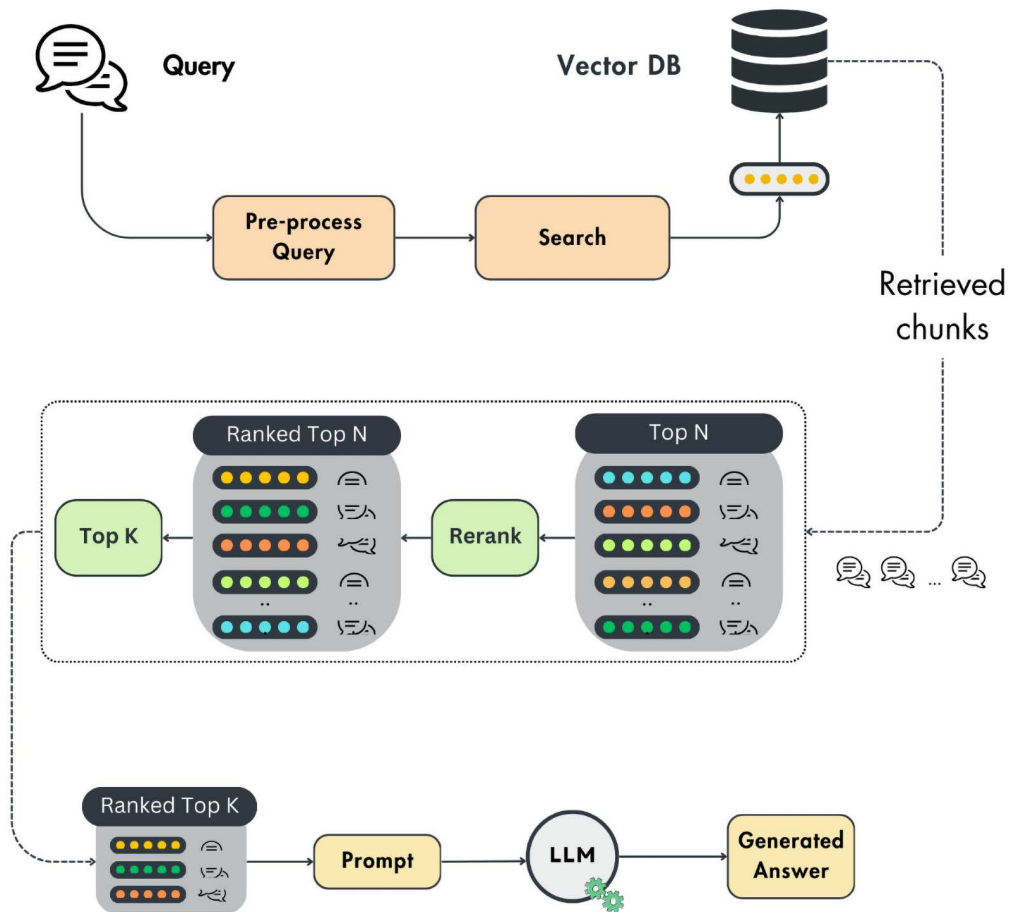 Query
Vector DB
Pre-process
Query
Search
Retrieved
chunks
Ranked Top N
Top N
Top K
Rerank
..
..
..
..
...
Ranked Top K
Prompt
LLM
Generated
Answer